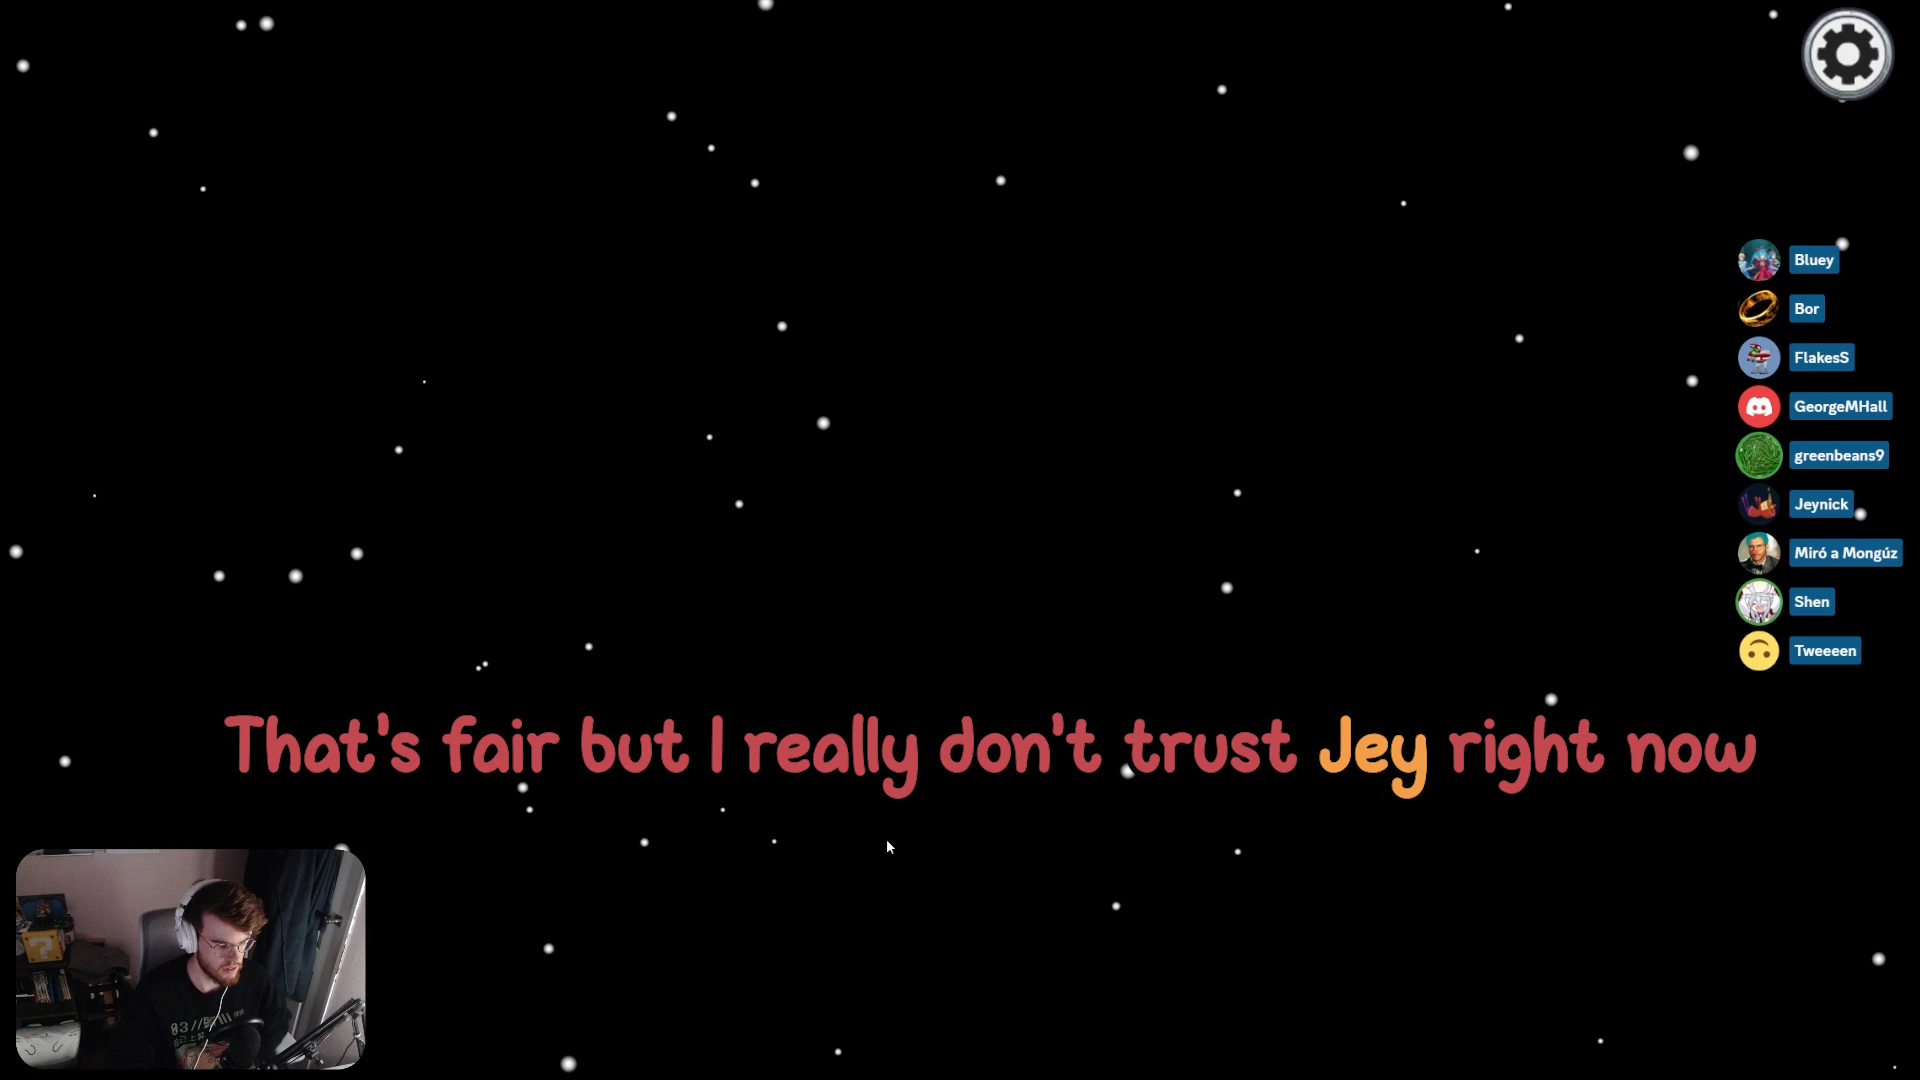 Bluey
Bor
FlakesS
GeorgeMHall
greenbeans9
Jeynick
Miró a Mongúz
Shen
Tweeeen
That's fair but I really don't trust Jey right now